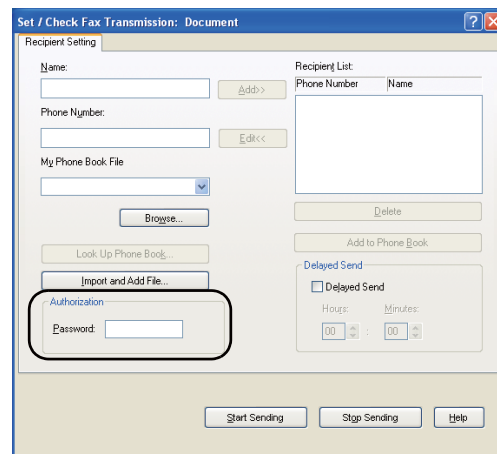 Set / Check Fax Transmission: Document
Recipient Setting
Name:
Add>>
Phone Number:
Edit<<
My Phone Book File
Browse...
Look Up Phone Book...
Import and Add File...
Authorization
Password:
Recipient List:
Phone Number Name
Delete
Add to Phone Book
Delayed Send
Delayed Send
Hours: Minutes:
00 : 00
Start Sending Stop Sending Help